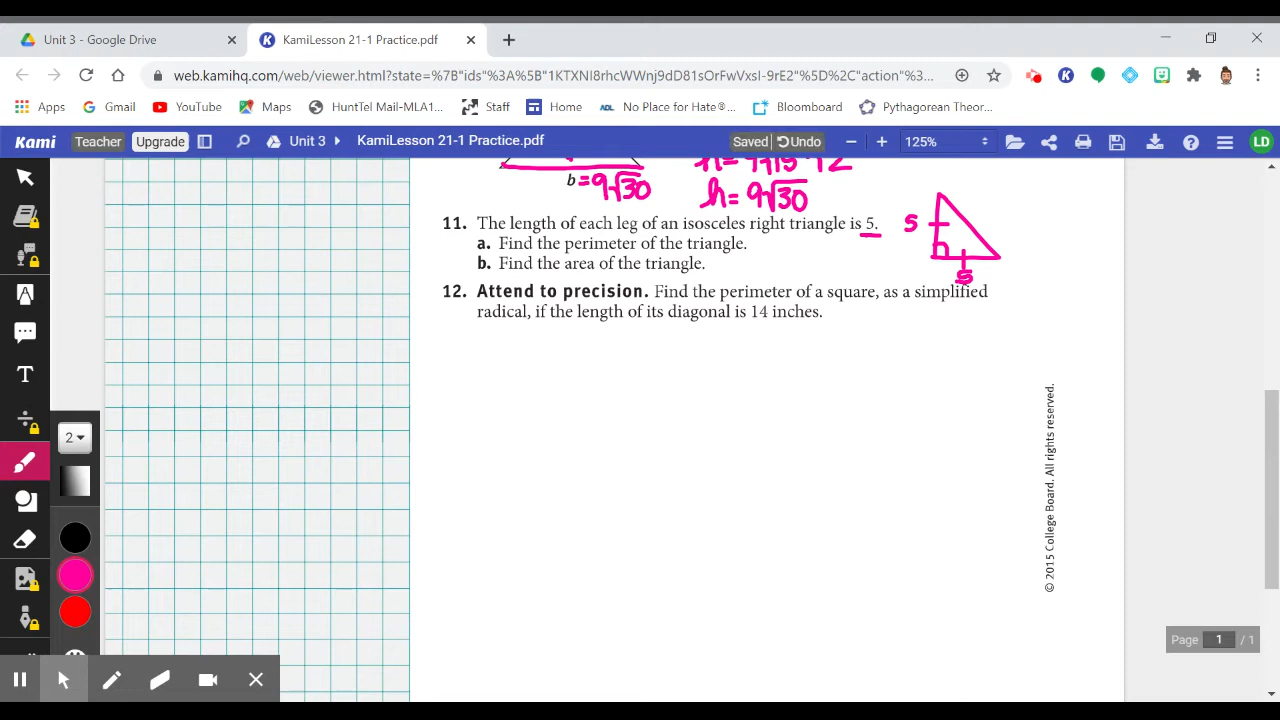 Unit 3 - Google Drive
KamiLesson 21-1 Practice.pdf
web.kamihq.com/web/viewer.html?state=%7B"ids"%3A%5B"1KTXNI8rhcWWnj9dD81sOrFwVxsI-9rE2"%5D%2C"action"%3...
Apps Gmail YouTube Maps HuntTel Mail-MLA1... Staff Home ADL No Place for Hate®... Bloomboard Pythagorean Theor...
Kami Teacher Upgrade Unit 3 KamiLesson 21-1 Practice.pdf Saved Undo 125% LD
b = 9√30
h = 9√30
11. The length of each leg of an isosceles right triangle is 5.
5
a. Find the perimeter of the triangle.
b. Find the area of the triangle.
5
12. Attend to precision. Find the perimeter of a square, as a simplified
radical, if the length of its diagonal is 14 inches.
T
2
© 2015 College Board. All rights reserved.
Page 1 / 1